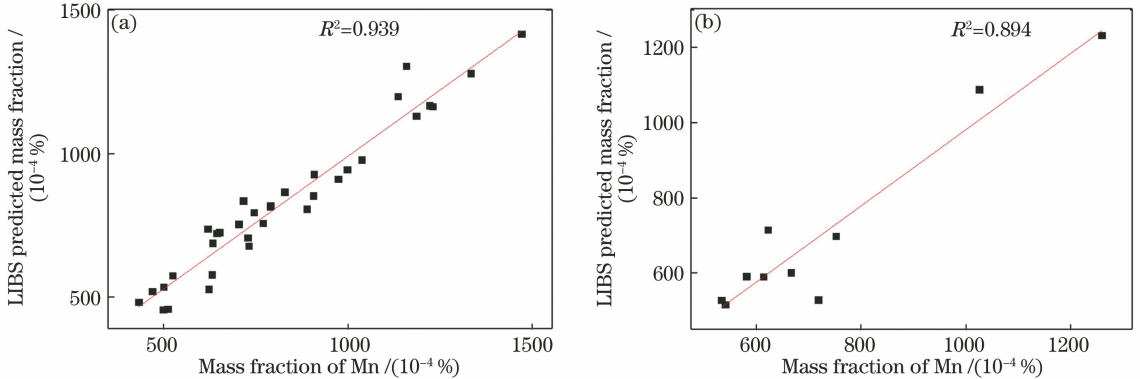 (a)
R²=0.939
1500
1000
500
LIBS predicted mass fraction /
(10⁻⁴ %)
500 1000 1500
Mass fraction of Mn /(10⁻⁴ %)
(b)
R²=0.894
1200
1000
800
600
LIBS predicted mass fraction /
(10⁻⁴ %)
600 800 1000 1200
Mass fraction of Mn /(10⁻⁴ %)